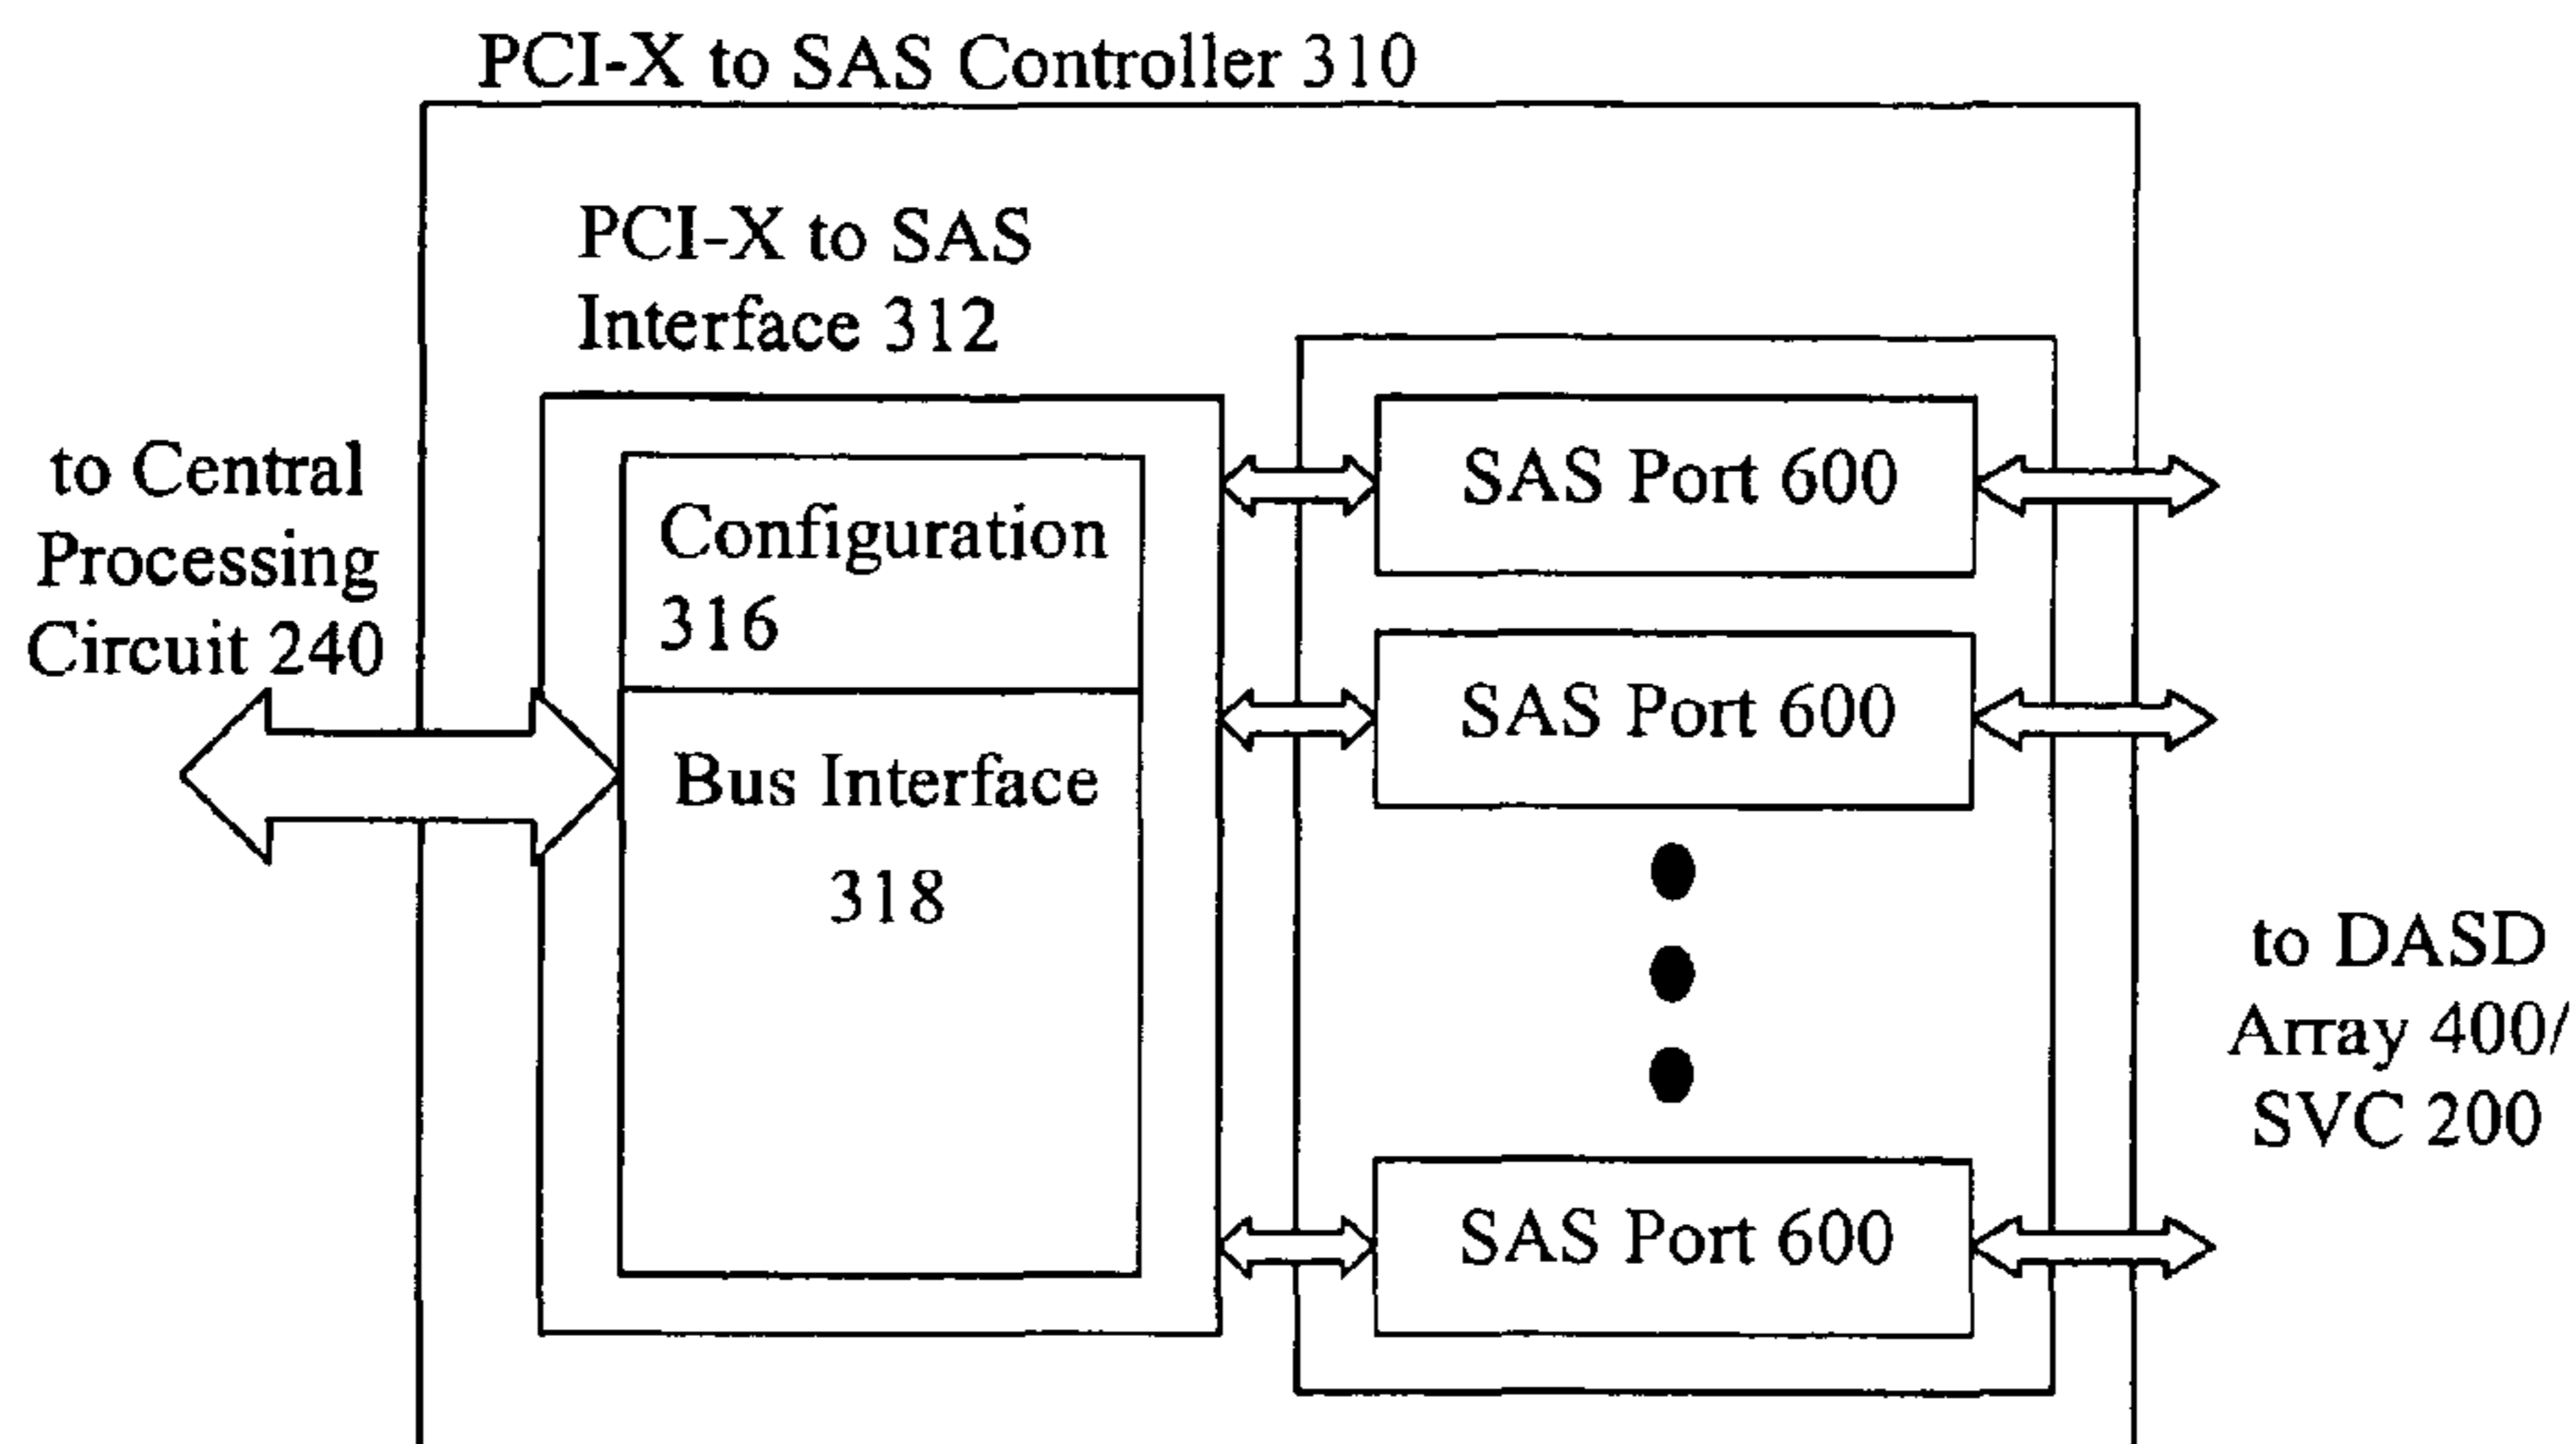 PCI-X to SAS Controller 310
PCI-X to SAS
Interface 312
to Central
Processing
Circuit 240
Configuration
316
Bus Interface
318
SAS Port 600
SAS Port 600
SAS Port 600
to DASD
Array 400/
SVC 200